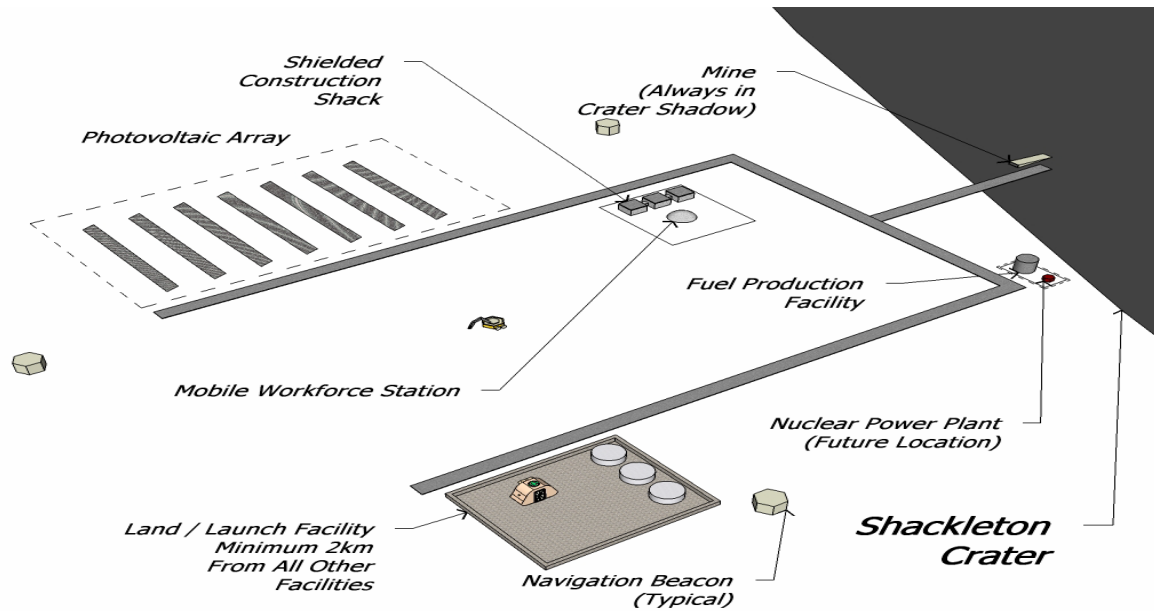 Shielded
Construction
Shack
Mine
(Always in
Crater Shadow)
Photovoltaic Array
Fuel Production
Facility
Mobile Workforce Station
Nuclear Power Plant
(Future Location)
Land / Launch Facility
Minimum 2km
From All Other
Facilities
Navigation Beacon
(Typical)
Shackleton
Crater